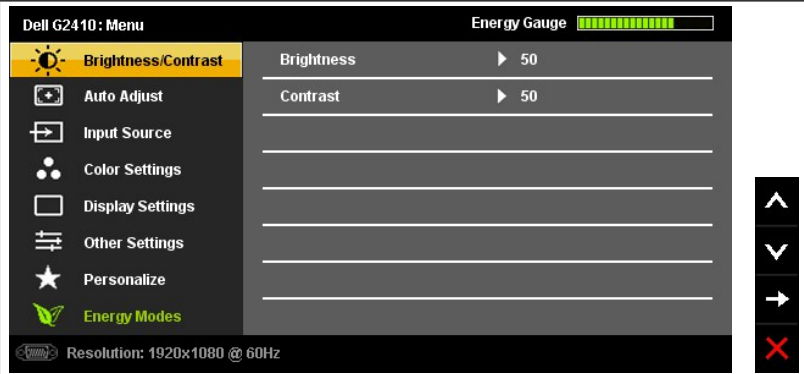 Dell G2410: Menu Energy Gauge
Brightness/Contrast Brightness 50
Auto Adjust Contrast 50
Input Source
Color Settings
Display Settings
Other Settings
Personalize
Energy Modes
Resolution: 1920x1080 @ 60Hz